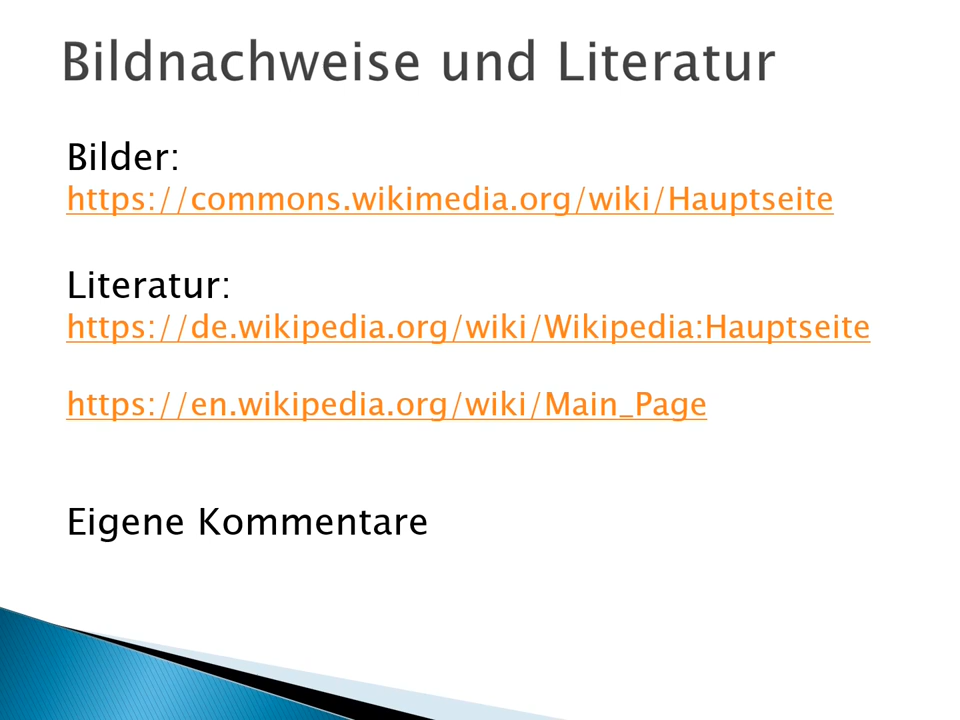 Bildnachweise und Literatur
Bilder:
https://commons.wikimedia.org/wiki/Hauptseite
Literatur:
https://de.wikipedia.org/wiki/Wikipedia:Hauptseite
https://en.wikipedia.org/wiki/Main_Page
Eigene Kommentare